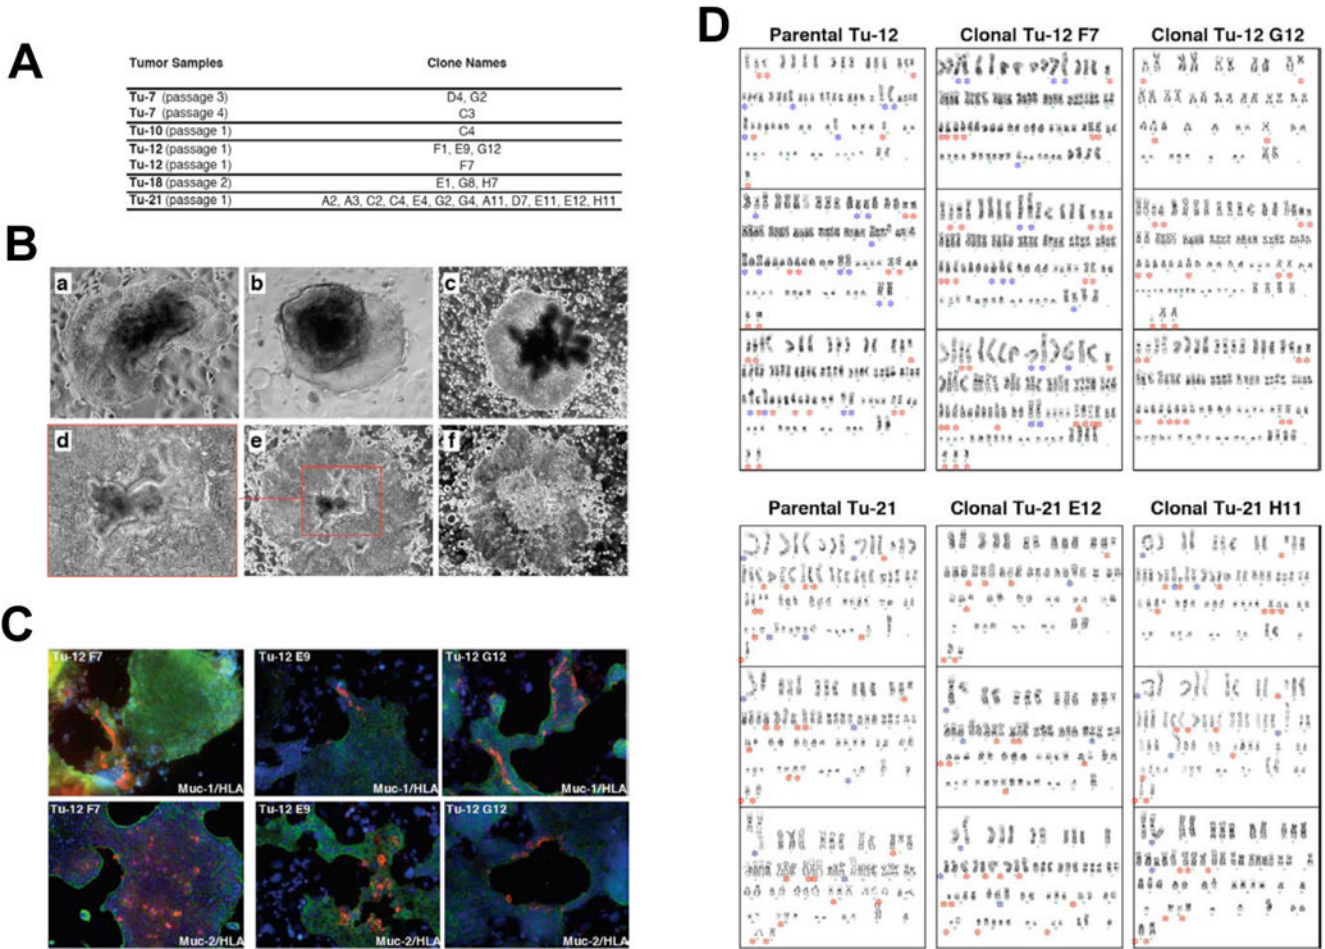 A
Tumor Samples Clone Names
Tu-7 (passage 3) D4, G2
Tu-7 (passage 4) C3
Tu-10 (passage 1) C4
Tu-12 (passage 1) F1, E9, G12
Tu-12 (passage 1) F7
Tu-18 (passage 2) E1, G8, H7
Tu-21 (passage 1) A2, A3, C2, C4, E4, G2, G4, A11, D7, E11, E12, H11
B
a b c
d e f
C
Tu-12 F7 Tu-12 E9 Tu-12 G12
Muc-1/HLA Muc-1/HLA Muc-1/HLA
Tu-12 F7 Tu-12 E9 Tu-12 G12
Muc-2/HLA Muc-2/HLA Muc-2/HLA
D
Parental Tu-12 Clonal Tu-12 F7 Clonal Tu-12 G12
Parental Tu-21 Clonal Tu-21 E12 Clonal Tu-21 H11